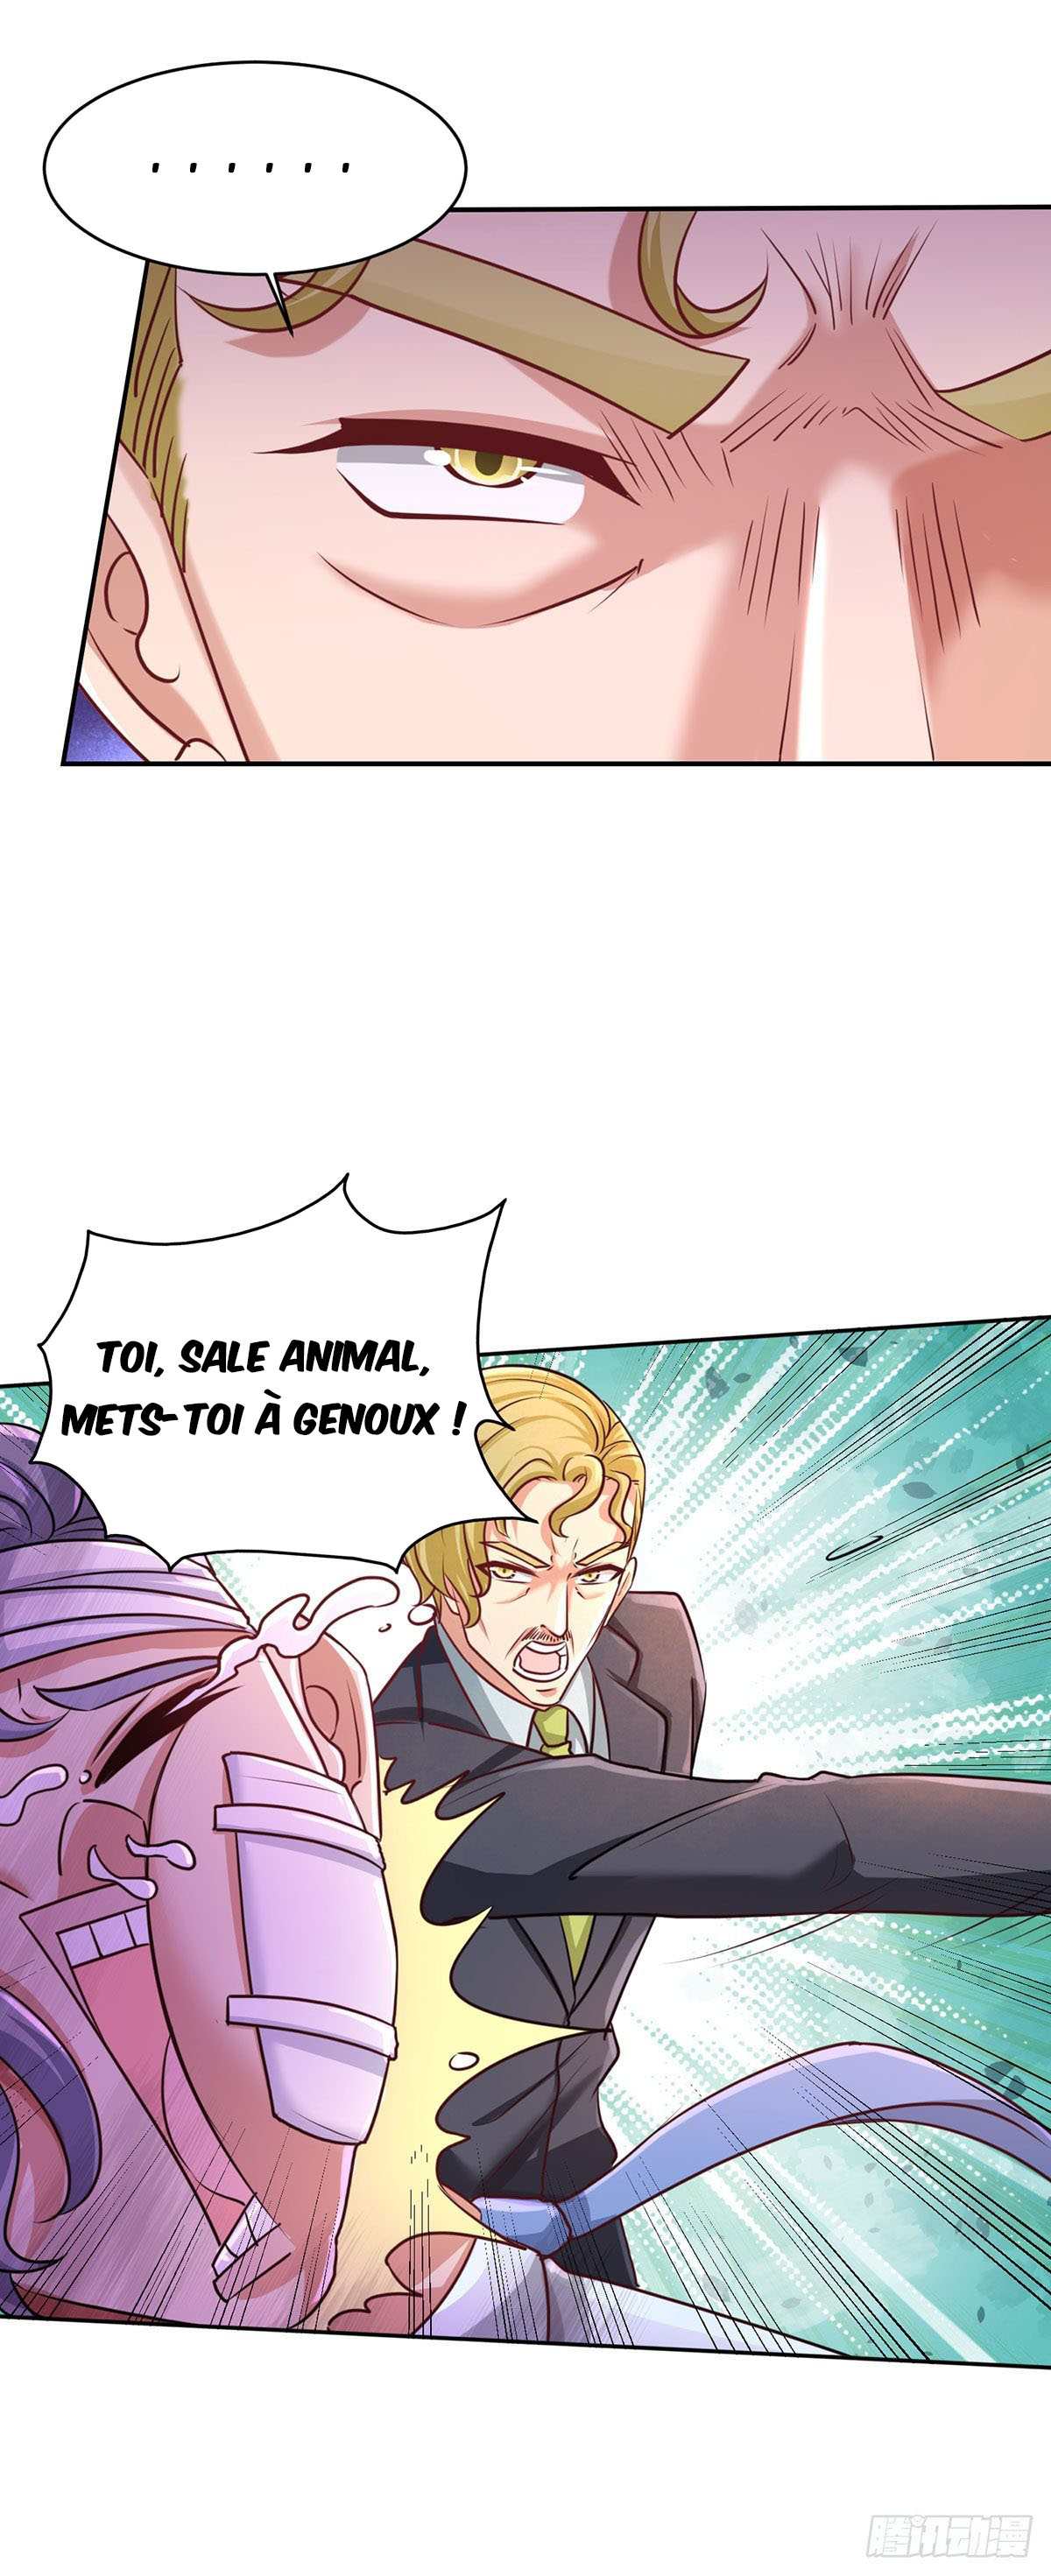 . . . . . .
TOI, SALE ANIMAL,
METS-TOI À GENOUX !
腾讯动漫